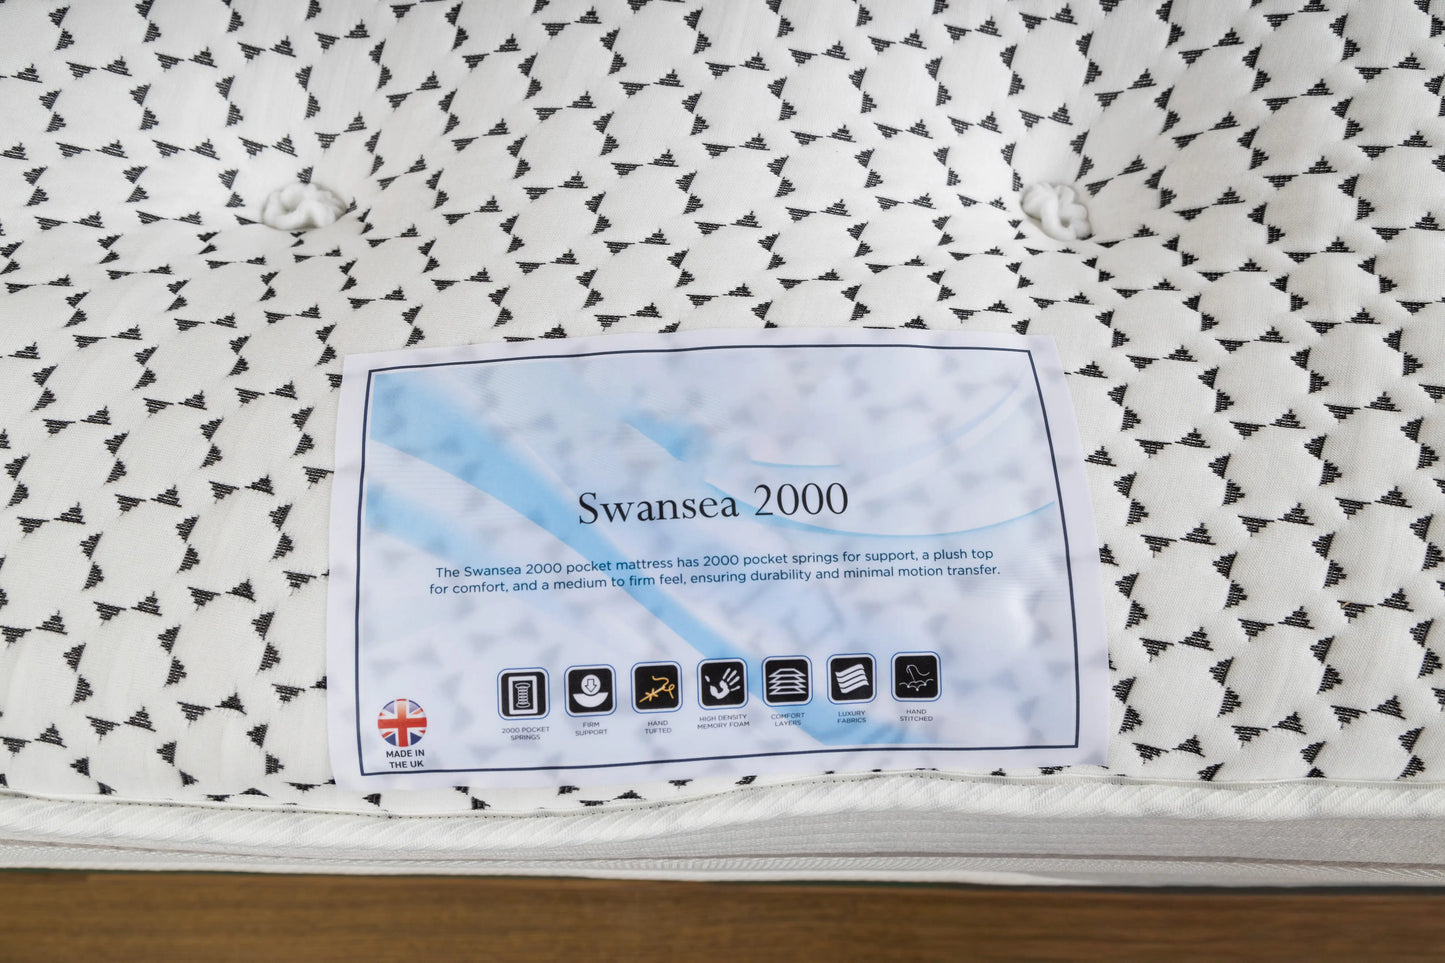 Swansea 2000
The Swansea 2000 pocket mattress has 2000 pocket springs for support, a plush top
for comfort, and a medium to firm feel, ensuring durability and minimal motion transfer.
2000 POCKET
SPRINGS
FIRM
SUPPORT
HAND
TUFTED
HIGH DENSITY
MEMORY FOAM
COMFORT
LAYERS
LUXURY
FABRICS
HAND
STITCHED
MADE IN
THE UK